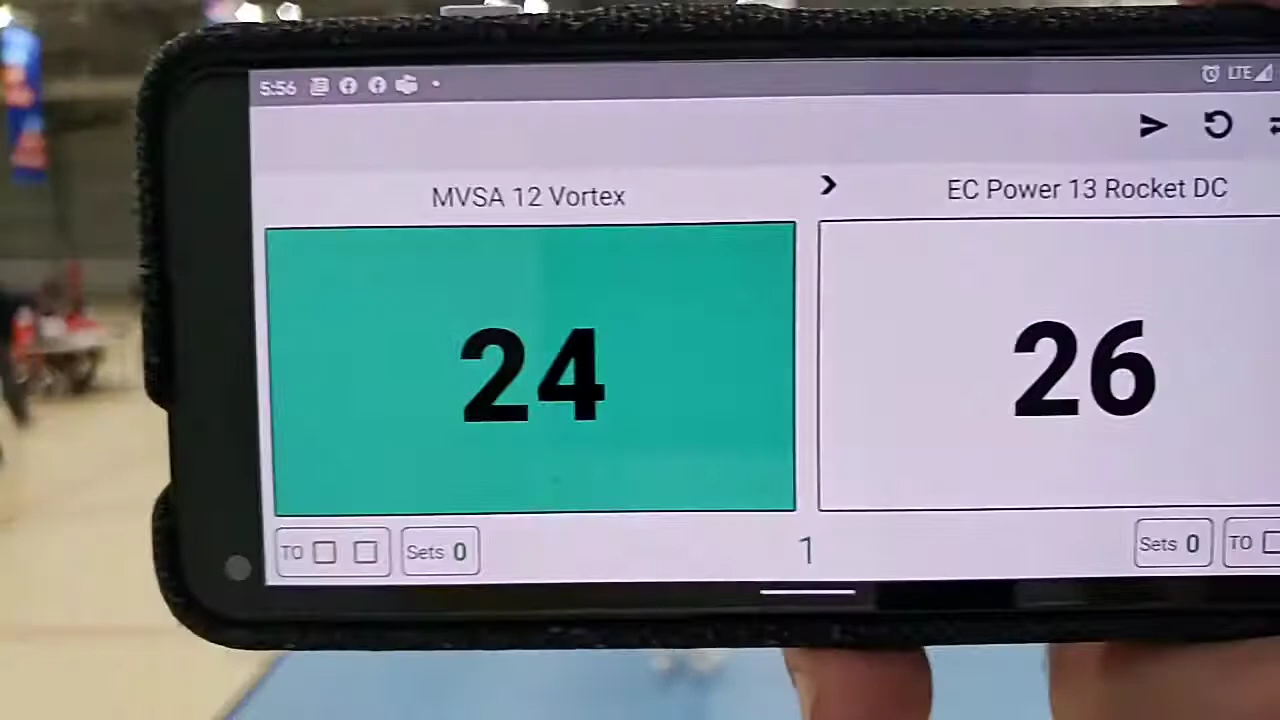 5:56 LTE
MVSA 12 Vortex
EC Power 13 Rocket DC
24
26
TO Sets 0
1
Sets 0 TO